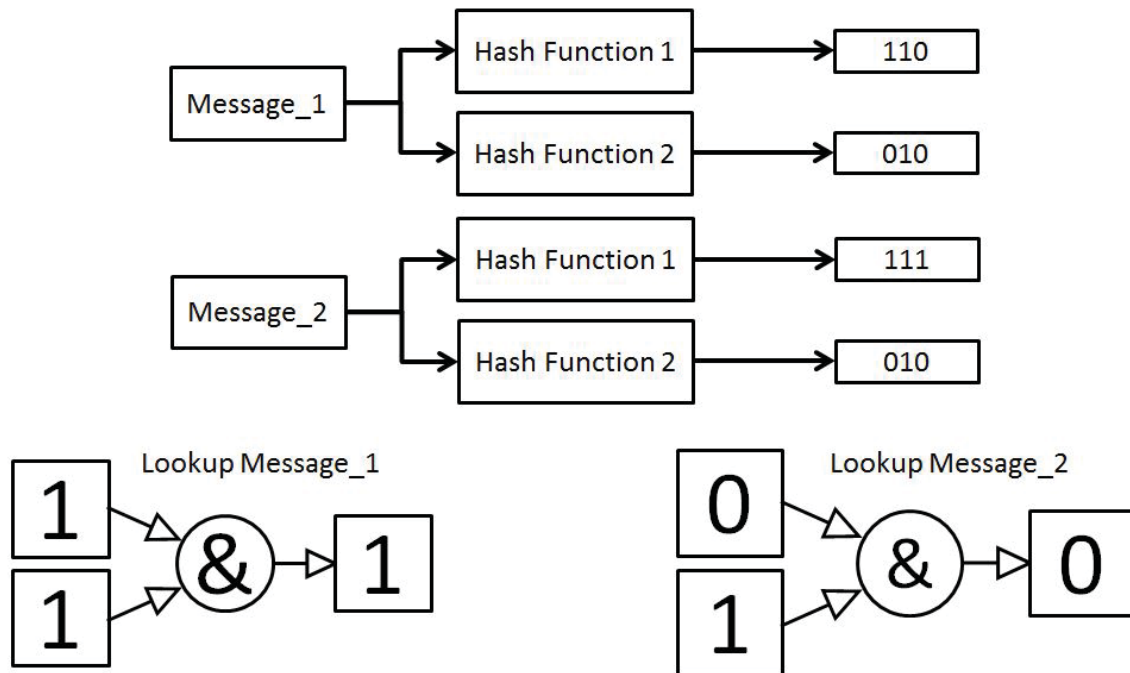 Hash Function 1
110
Message_1
Hash Function 2
010
Hash Function 1
111
Message_2
Hash Function 2
010
Lookup Message_1
1
&
1
1
Lookup Message_2
0
&
0
1